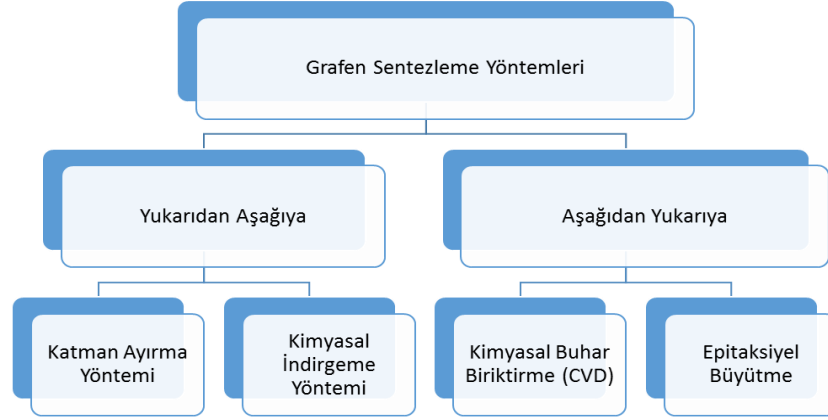 Grafen Sentezleme Yöntemleri
Yukarıdan Aşağıya
Aşağıdan Yukarıya
Katman Ayırma
Yöntemi
Kimyasal
İndirgeme
Yöntemi
Kimyasal Buhar
Biriktirme (CVD)
Epitaksiyel
Büyütme